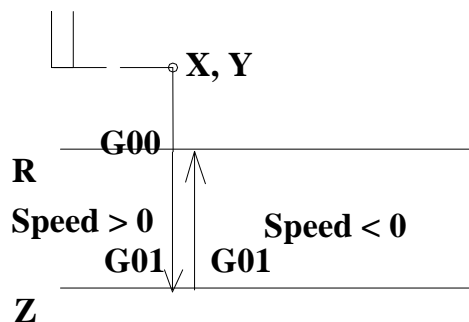 X, Y
G00
R
Speed > 0
Speed < 0
G01
G01
Z